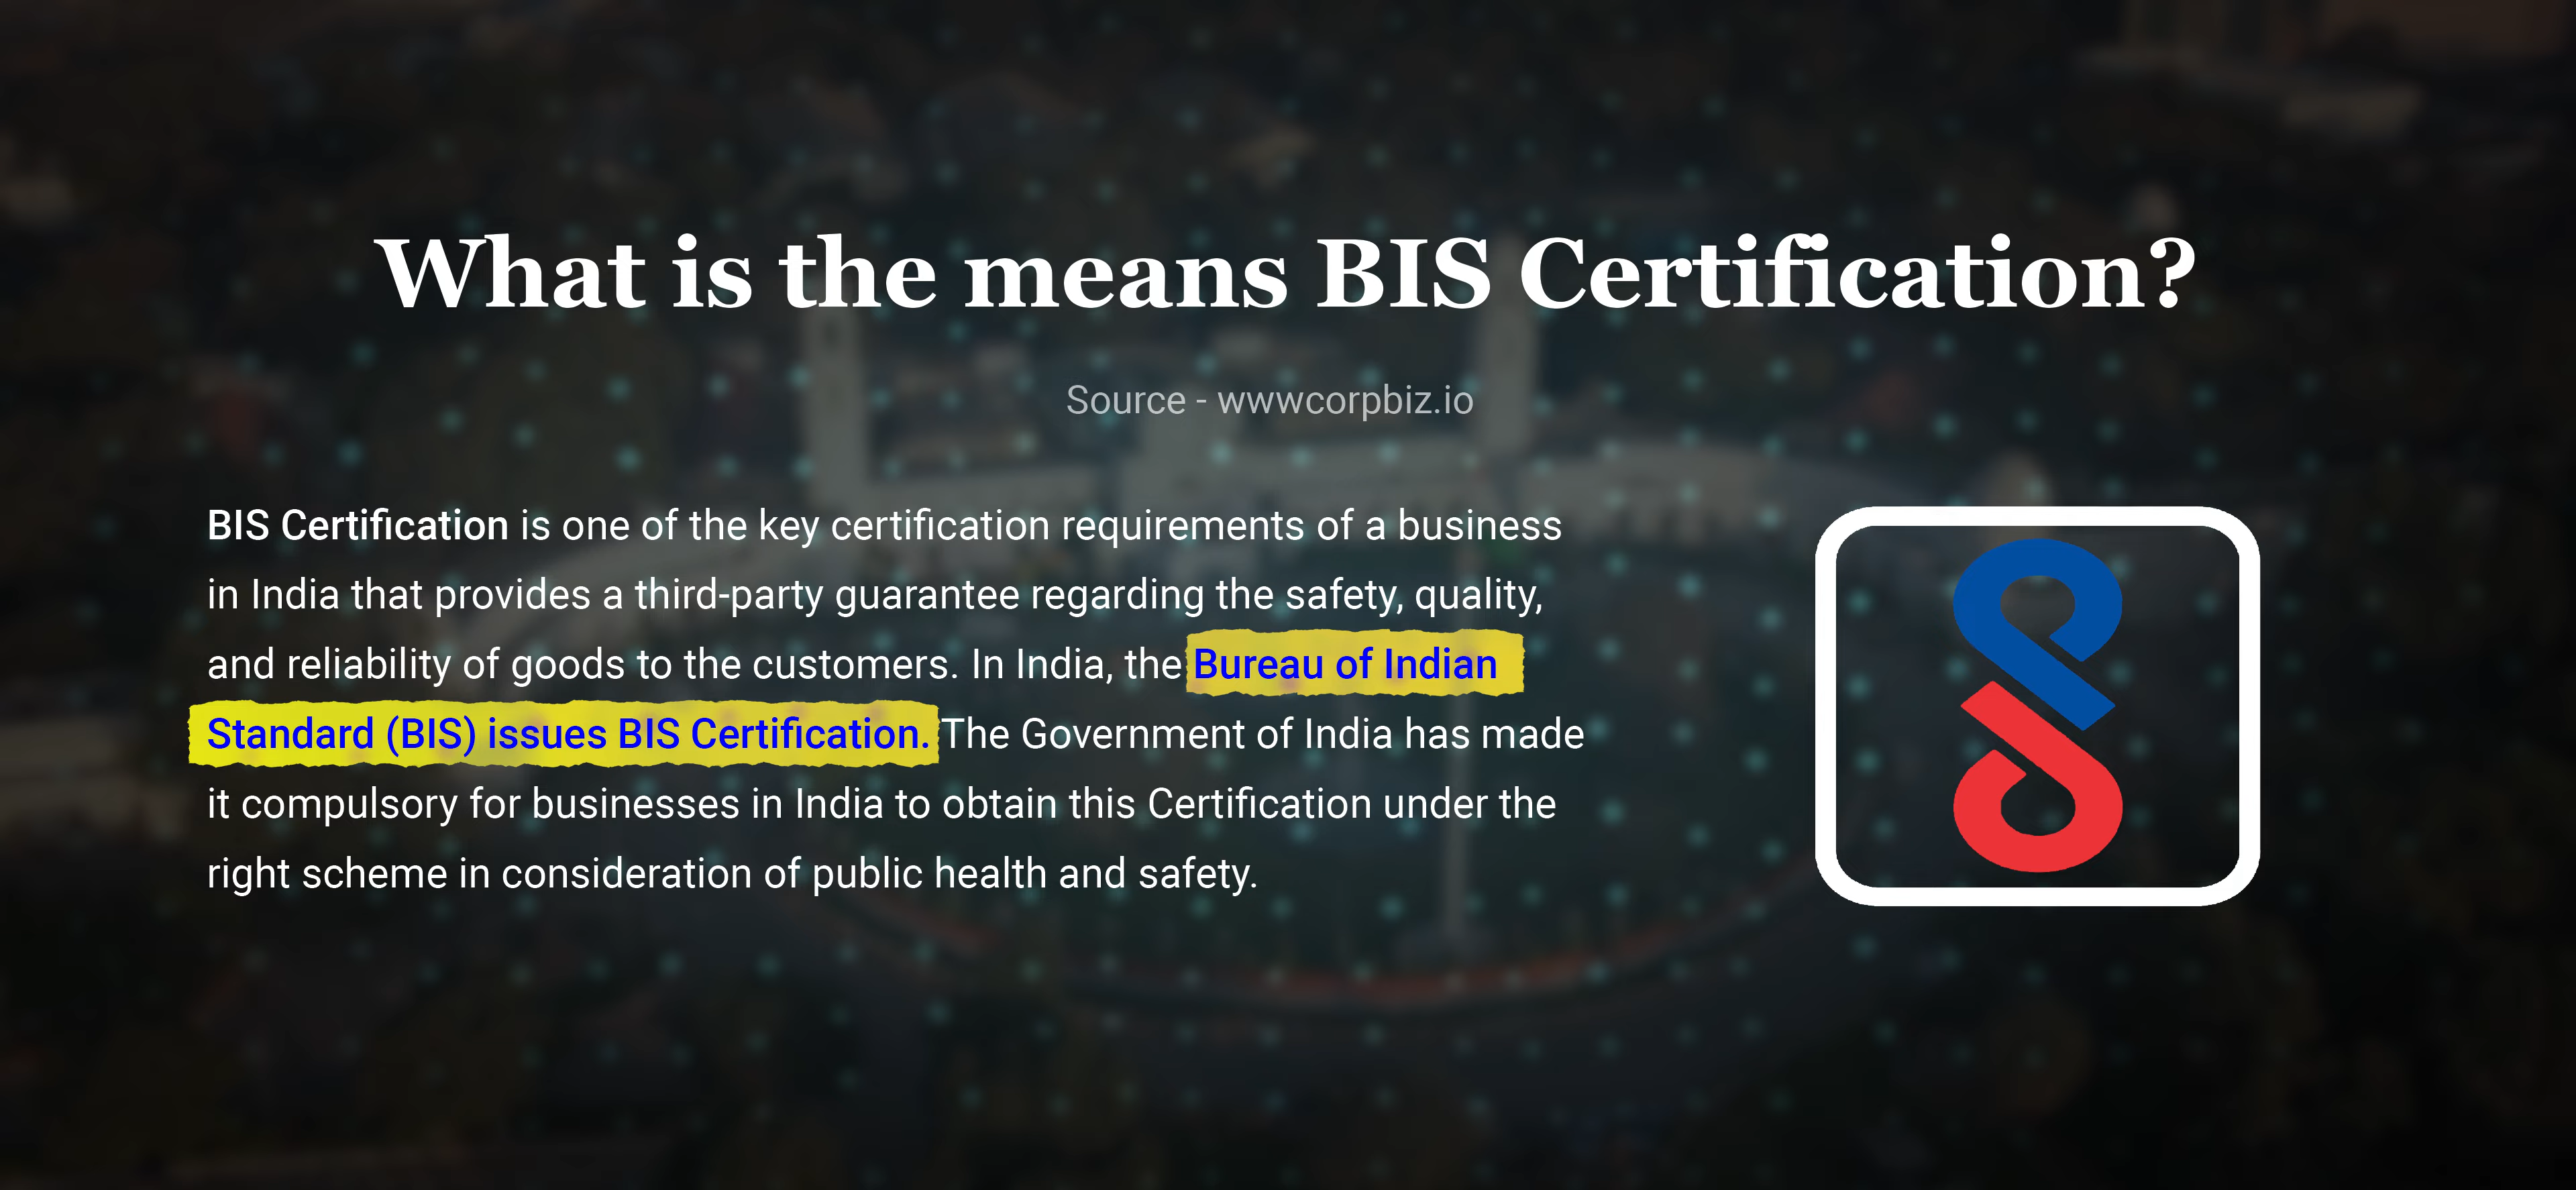 What is the means BIS Certification?
Source - wwwcorpbiz.io
BIS Certification is one of the key certification requirements of a business
in India that provides a third-party guarantee regarding the safety, quality,
and reliability of goods to the customers. In India, the Bureau of Indian
Standard (BIS) issues BIS Certification. The Government of India has made
it compulsory for businesses in India to obtain this Certification under the
right scheme in consideration of public health and safety.